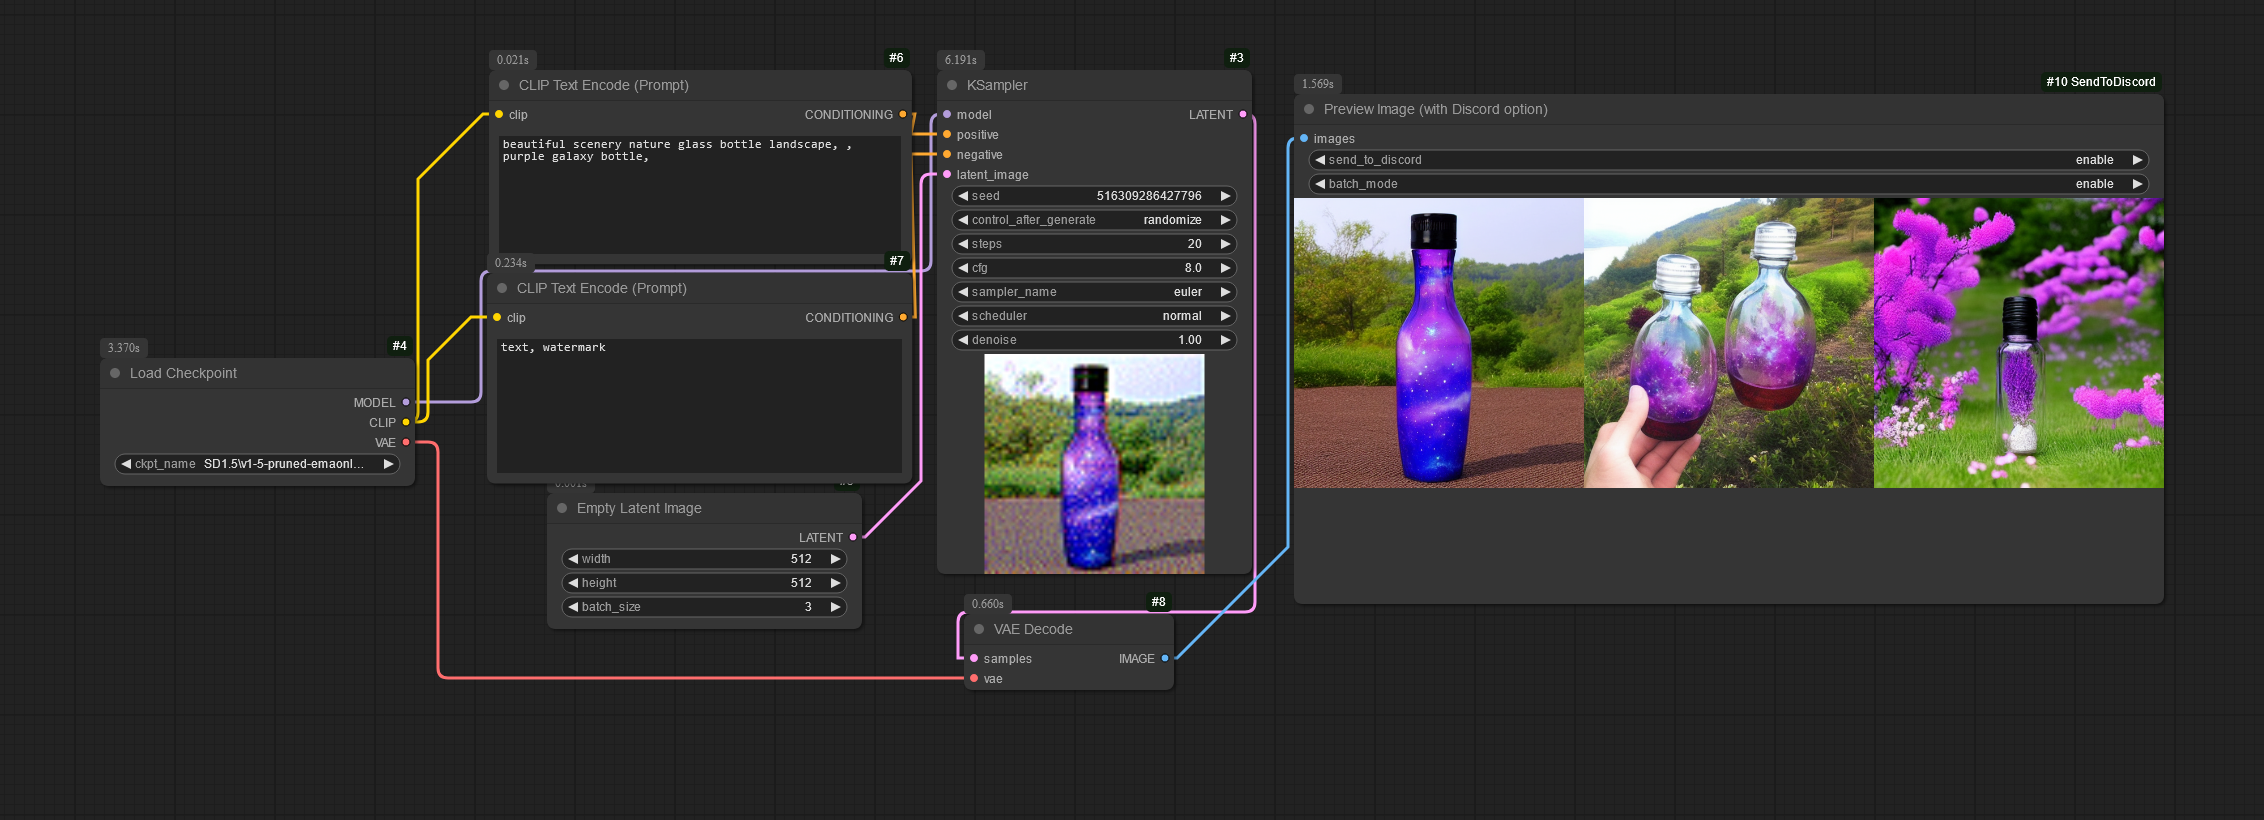 3.370s
#4
Load Checkpoint
MODEL
CLIP
VAE
ckpt_name SD1.5\v1-5-pruned-emaonl...
0.021s
#6
CLIP Text Encode (Prompt)
clip CONDITIONING
beautiful scenery nature glass bottle landscape, ,
purple galaxy bottle,
0.234s
#7
CLIP Text Encode (Prompt)
clip CONDITIONING
text, watermark
Empty Latent Image
LATENT
width 512
height 512
batch_size 3
6.191s
#3
KSampler
model LATENT
positive
negative
latent_image
seed 516309286427796
control_after_generate randomize
steps 20
cfg 8.0
sampler_name euler
scheduler normal
denoise 1.00
0.660s
#8
VAE Decode
samples IMAGE
vae
1.569s
#10 SendToDiscord
Preview Image (with Discord option)
images
send_to_discord enable
batch_mode enable